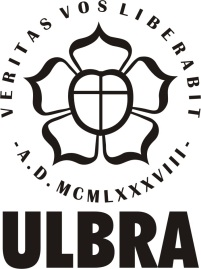 VERITAS VOS LIBERABIT
- A.D. MCMLXXXVIII -
ULBRA